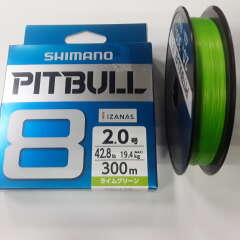 SHIMANO
PITBULL
8
IZANAS
2.0号
42.8lb 19.4kg MAX
300m
ライムグリーン